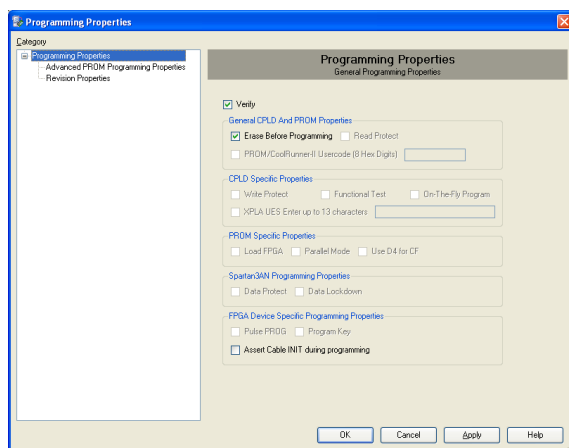 Programming Properties
Category
Programming Properties
Advanced PROM Programming Properties
Revision Properties
Programming Properties
General Programming Properties
Verify
General CPLD And PROM Properties
Erase Before Programming Read Protect
PROM/CoolRunner-II Usercode (8 Hex Digits)
CPLD Specific Properties
Write Protect Functional Test On-The-Fly Program
XPLA UES Enter up to 13 characters
PROM Specific Properties
Load FPGA Parallel Mode Use D4 for CF
Spartan3AN Programming Properties
Data Protect Data Lockdown
FPGA Device Specific Programming Properties
Pulse PROG Program Key
Assert Cable INIT during programming
OK Cancel Apply Help